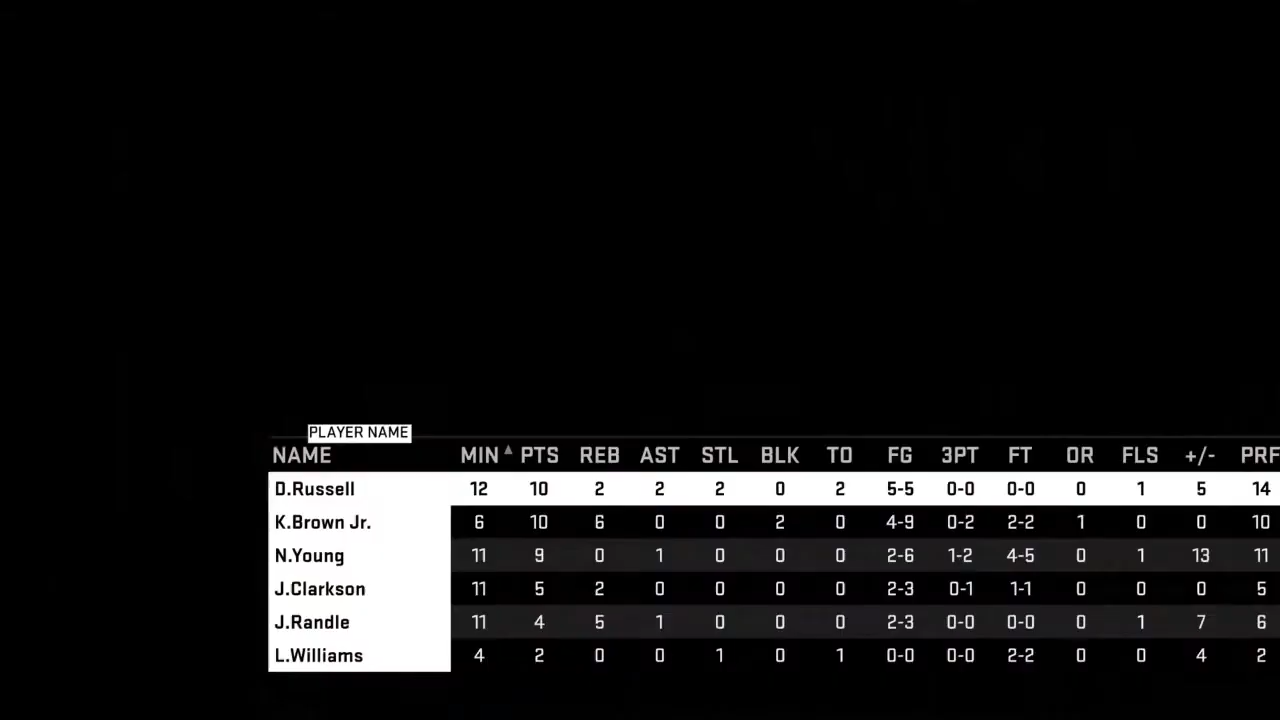 PLAYER NAME
NAME MIN PTS REB AST STL BLK TO FG 3PT FT OR FLS +/- PRF
D.Russell 12 10 2 2 2 0 2 5-5 0-0 0-0 0 1 5 14
K.Brown Jr. 6 10 6 0 0 2 0 4-9 0-2 2-2 1 0 0 10
N.Young 11 9 0 1 0 0 0 2-6 1-2 4-5 0 1 13 11
J.Clarkson 11 5 2 0 0 0 0 2-3 0-1 1-1 0 0 0 5
J.Randle 11 4 5 1 0 0 0 2-3 0-0 0-0 0 1 7 6
L.Williams 4 2 0 0 1 0 1 0-0 0-0 2-2 0 0 4 2